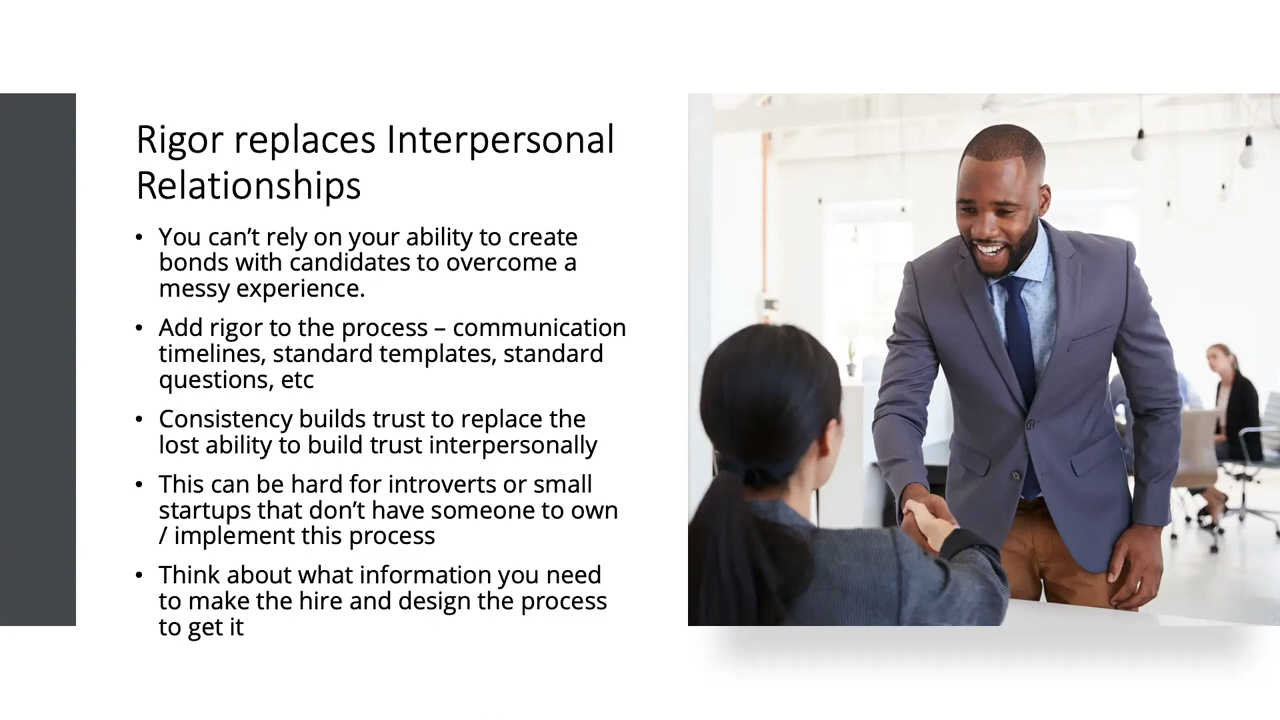 Rigor replaces Interpersonal
Relationships
• You can’t rely on your ability to create
bonds with candidates to overcome a
messy experience.
• Add rigor to the process – communication
timelines, standard templates, standard
questions, etc
• Consistency builds trust to replace the
lost ability to build trust interpersonally
• This can be hard for introverts or small
startups that don’t have someone to own
/ implement this process
• Think about what information you need
to make the hire and design the process
to get it